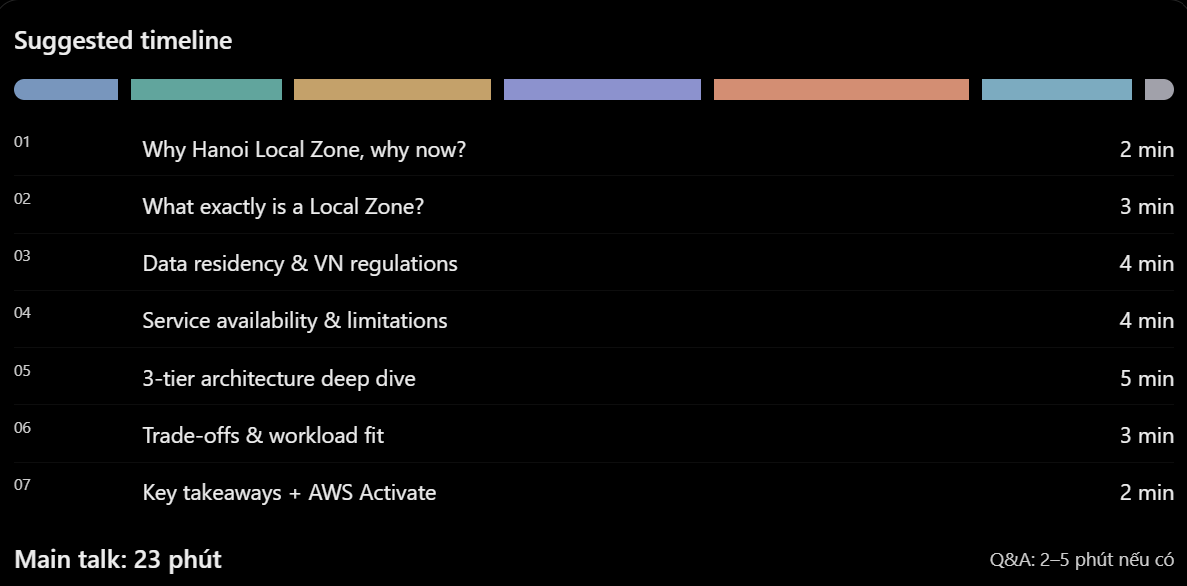 Suggested timeline
01 Why Hanoi Local Zone, why now? 2 min
02 What exactly is a Local Zone? 3 min
03 Data residency & VN regulations 4 min
04 Service availability & limitations 4 min
05 3-tier architecture deep dive 5 min
06 Trade-offs & workload fit 3 min
07 Key takeaways + AWS Activate 2 min
Main talk: 23 phút Q&A: 2–5 phút nếu có